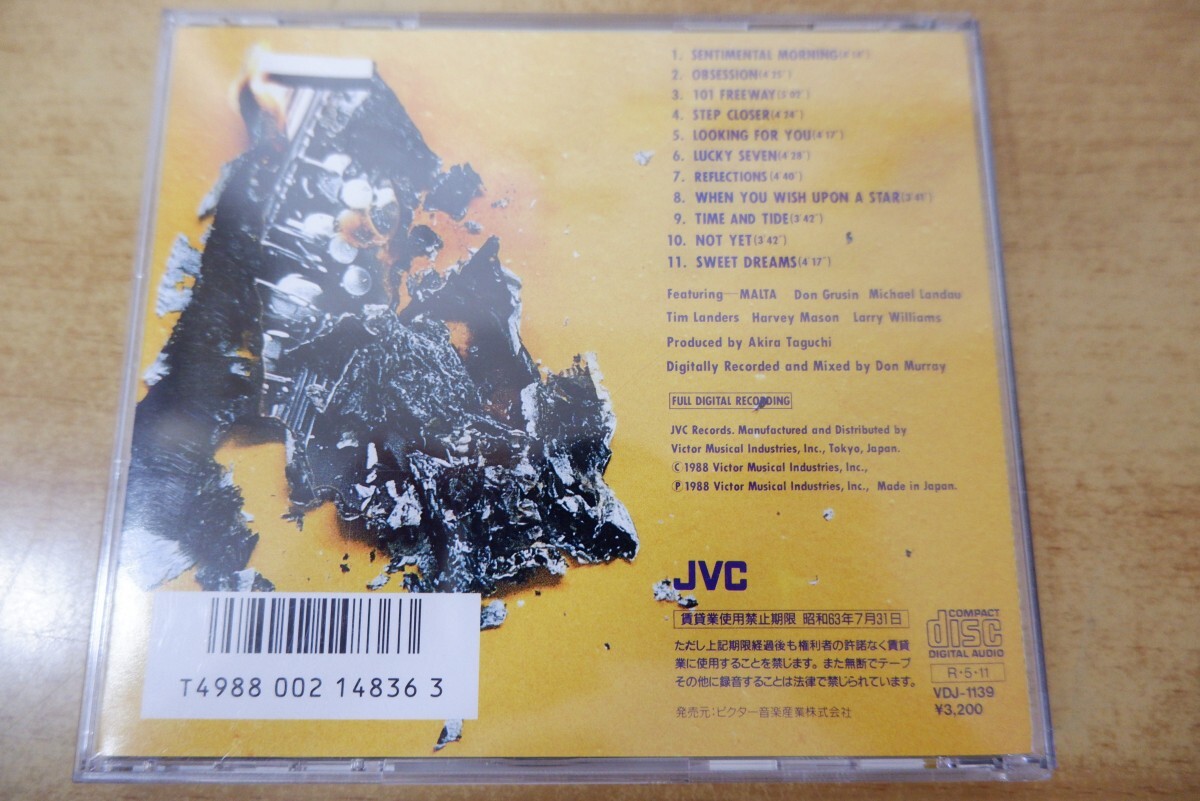 1. SENTIMENTAL MORNING
2. OBSESSION(4'25")
3. 101 FREEWAY(5'02")
4. STEP CLOSER(4'24")
5. LOOKING FOR YOU(4'17")
6. LUCKY SEVEN(4'28")
7. REFLECTIONS(4'40")
8. WHEN YOU WISH UPON A STAR(3'41")
9. TIME AND TIDE(3'42")
10. NOT YET(3'42")
11. SWEET DREAMS(4'17")
Featuring—MALTA Don Grusin Michael Landau
Tim Landers Harvey Mason Larry Williams
Produced by Akira Taguchi
Digitally Recorded and Mixed by Don Murray
FULL DIGITAL RECORDING
JVC Records. Manufactured and Distributed by
Victor Musical Industries, Inc., Tokyo, Japan.
Ⓒ 1988 Victor Musical Industries, Inc.,
Ⓟ 1988 Victor Musical Industries, Inc., Made in Japan.
JVC
賃貸業使用禁止期限 昭和63年7月31日
ただし上記期限経過後も権利者の許諾なく賃貸
業に使用することを禁じます。また無断でテープ
その他に録音することは法律で禁じられています。
発売元:ビクター音楽産業株式会社
COMPACT
disc
DIGITAL AUDIO
R・5・11
VDJ-1139
¥3,200
T4988 002 14836 3